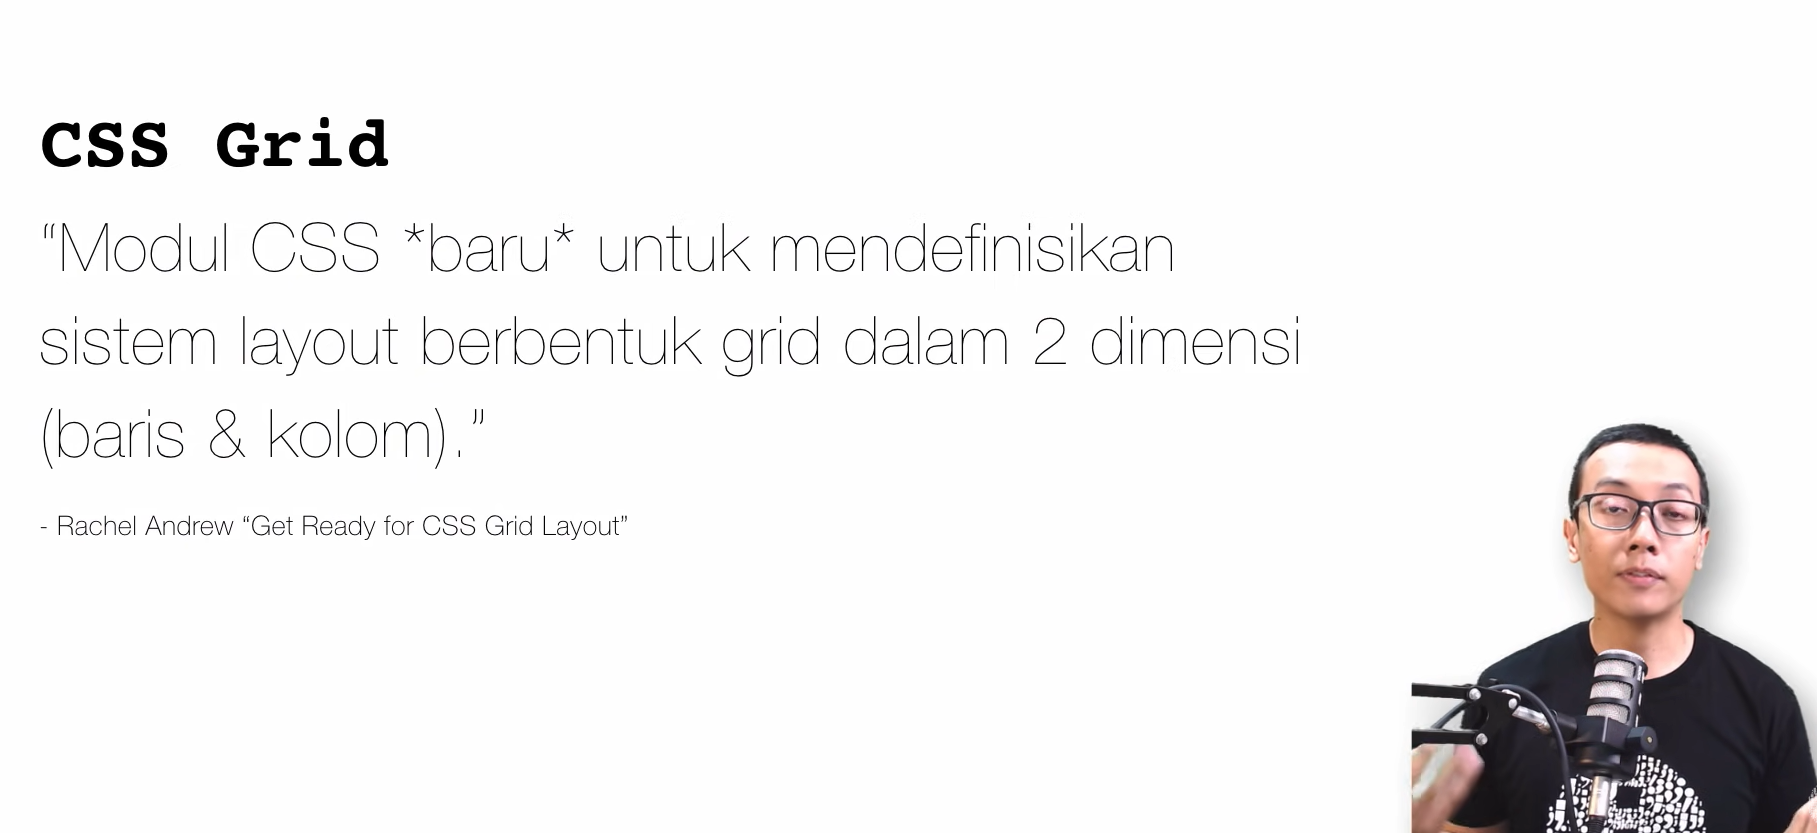 CSS Grid
“Modul CSS *baru* untuk mendefinisikan
sistem layout berbentuk grid dalam 2 dimensi
(baris & kolom).”
- Rachel Andrew “Get Ready for CSS Grid Layout”